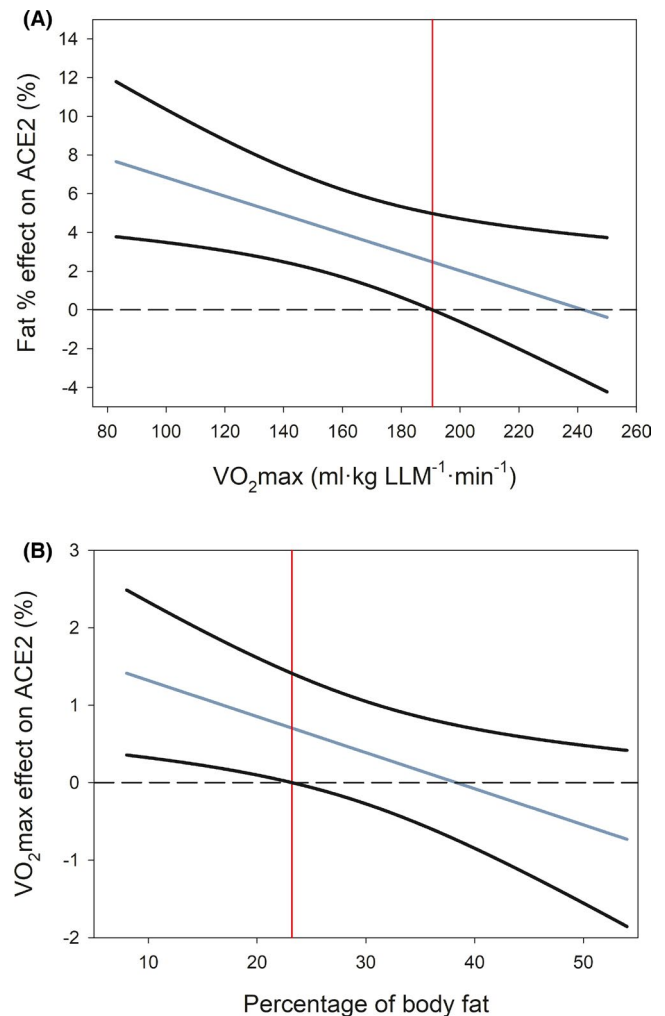 (A)
Fat % effect on ACE2 (%)
14
12
10
8
6
4
2
0
-2
-4
80 100 120 140 160 180 200 220 240 260
VO₂max (ml·kg LLM⁻¹·min⁻¹)
(B)
VO₂max effect on ACE2 (%)
3
2
1
0
-1
-2
10 20 30 40 50
Percentage of body fat